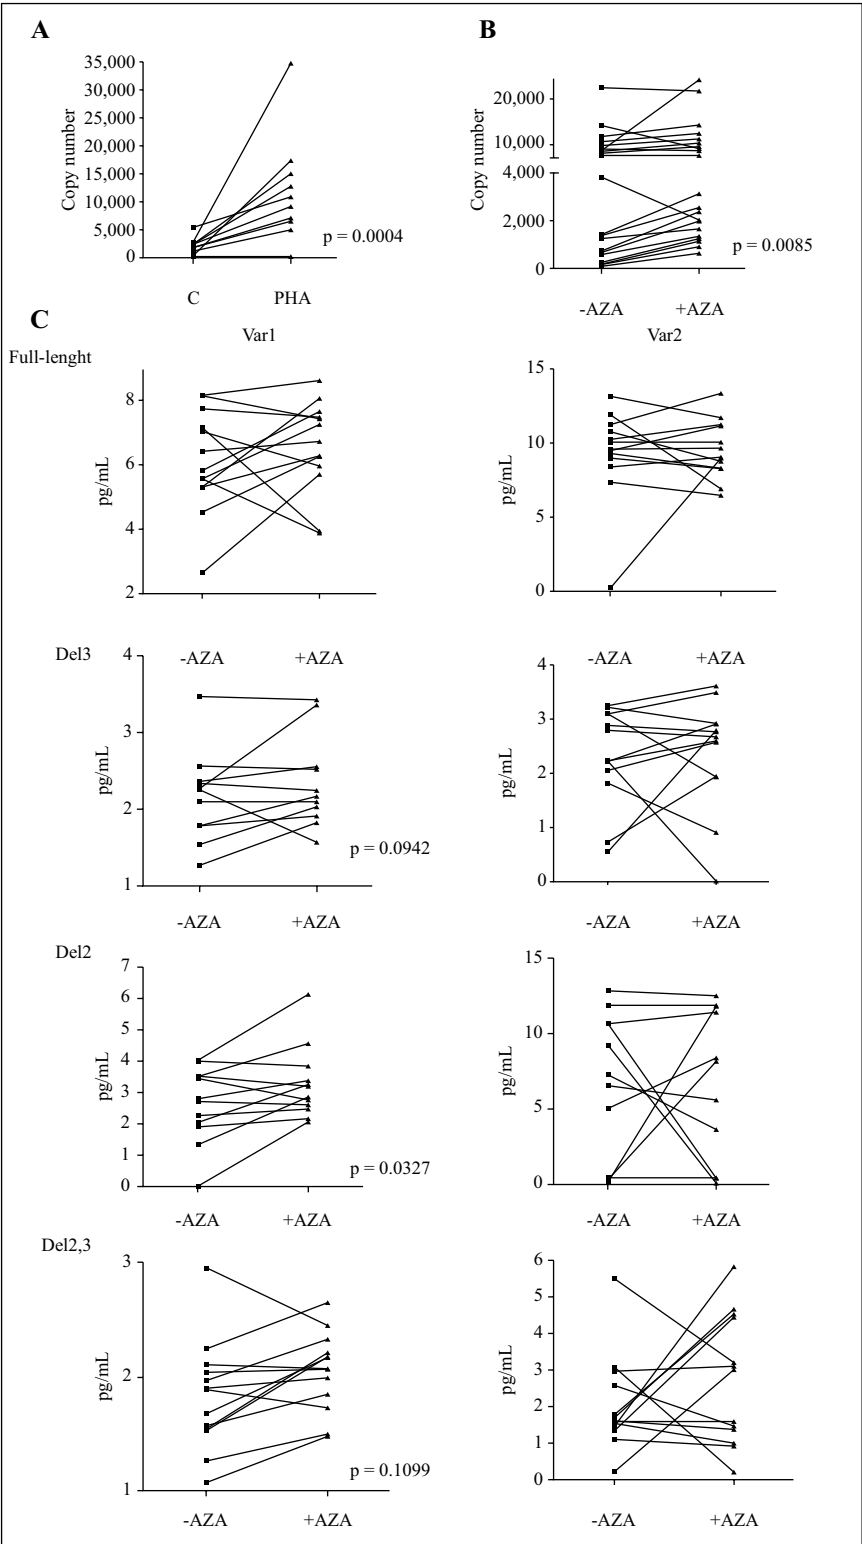 A
B
35,000
30,000
25,000
20,000
15,000
10,000
5,000
0
Copy number
C
PHA
p = 0.0004
20,000
10,000
4,000
2,000
0
Copy number
-AZA
+AZA
p = 0.0085
C
Var1
Var2
Full-lenght
8
6
4
2
pg/mL
-AZA
+AZA
15
10
5
0
pg/mL
-AZA
+AZA
Del3
4
3
2
1
pg/mL
-AZA
+AZA
p = 0.0942
4
3
2
1
0
pg/mL
-AZA
+AZA
Del2
7
6
5
4
3
2
1
0
pg/mL
-AZA
+AZA
p = 0.0327
15
10
5
0
pg/mL
-AZA
+AZA
Del2,3
3
2
1
pg/mL
-AZA
+AZA
p = 0.1099
6
5
4
3
2
1
0
pg/mL
-AZA
+AZA